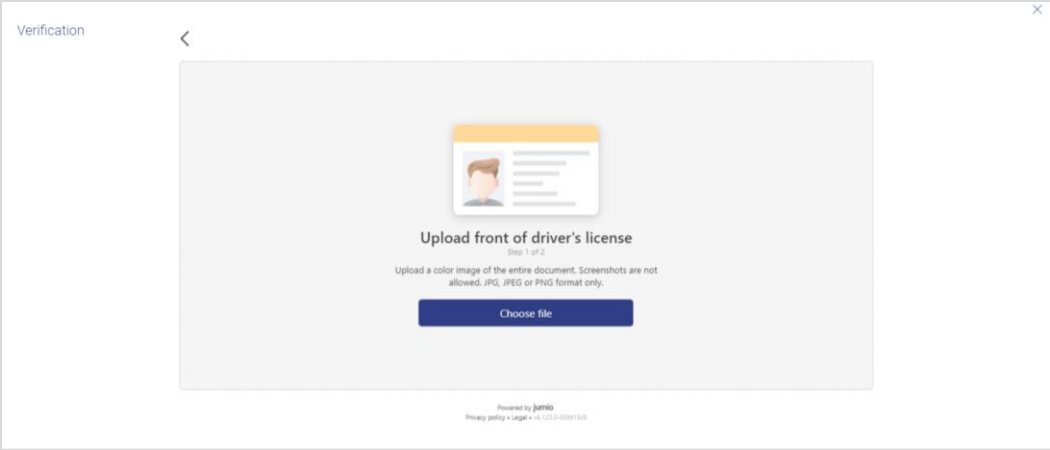 Verification
Upload front of driver's license
Step 1 of 2
Upload a color image of the entire document. Screenshots are not
allowed. JPG, JPEG or PNG format only.
Choose file
Powered by jumio
Privacy policy • Legal •